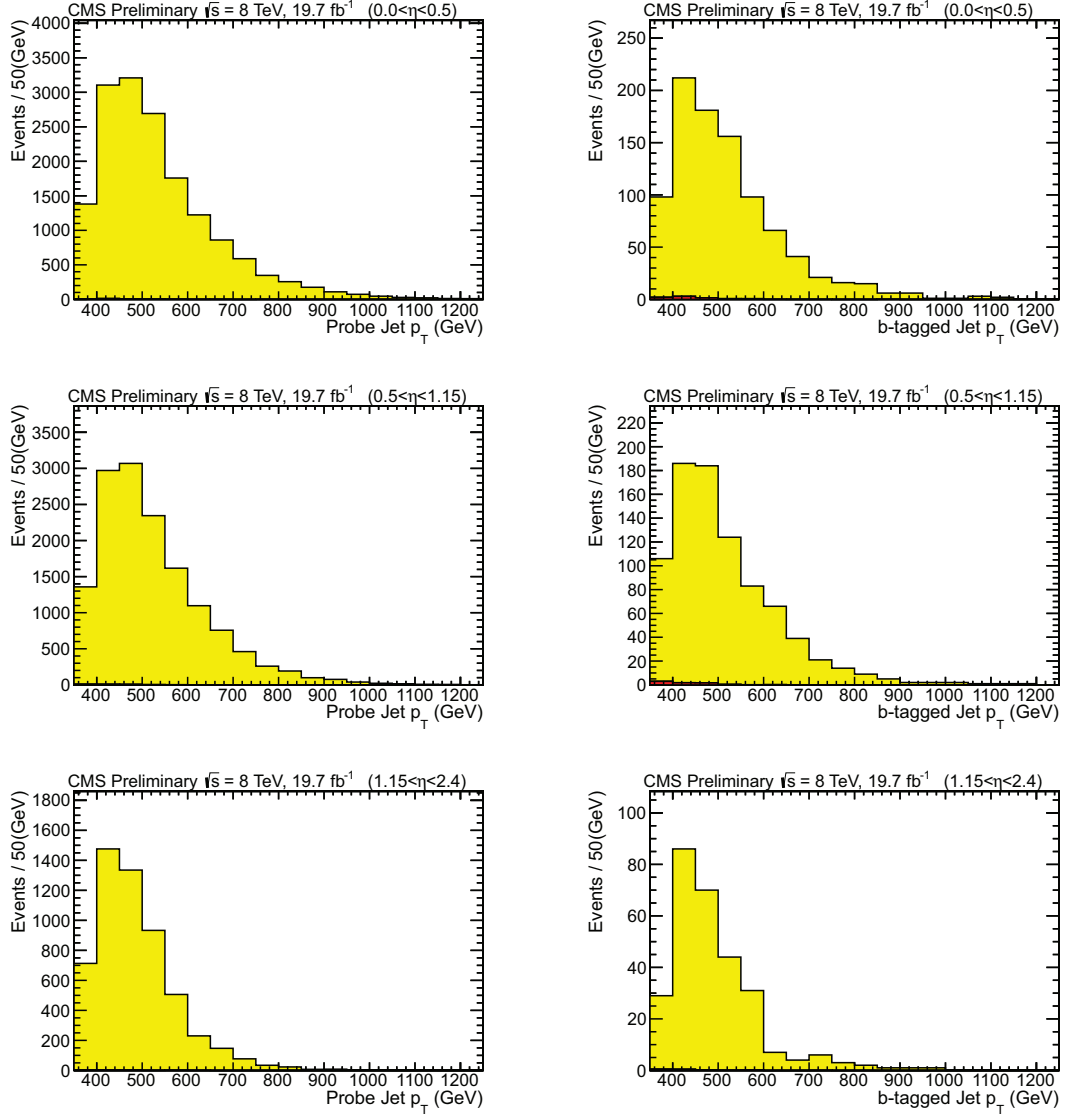 CMS Preliminary √s = 8 TeV, 19.7 fb⁻¹ (0.0<η<0.5)
Events / 50(GeV)
4000
3500
3000
2500
2000
1500
1000
500
0
400 500 600 700 800 900 1000 1100 1200
Probe Jet p_T (GeV)
CMS Preliminary √s = 8 TeV, 19.7 fb⁻¹ (0.0<η<0.5)
Events / 50(GeV)
250
200
150
100
50
0
400 500 600 700 800 900 1000 1100 1200
b-tagged Jet p_T (GeV)
CMS Preliminary √s = 8 TeV, 19.7 fb⁻¹ (0.5<η<1.15)
Events / 50(GeV)
3500
3000
2500
2000
1500
1000
500
0
400 500 600 700 800 900 1000 1100 1200
Probe Jet p_T (GeV)
CMS Preliminary √s = 8 TeV, 19.7 fb⁻¹ (0.5<η<1.15)
Events / 50(GeV)
220
200
180
160
140
120
100
80
60
40
20
0
400 500 600 700 800 900 1000 1100 1200
b-tagged Jet p_T (GeV)
CMS Preliminary √s = 8 TeV, 19.7 fb⁻¹ (1.15<η<2.4)
Events / 50(GeV)
1800
1600
1400
1200
1000
800
600
400
200
0
400 500 600 700 800 900 1000 1100 1200
Probe Jet p_T (GeV)
CMS Preliminary √s = 8 TeV, 19.7 fb⁻¹ (1.15<η<2.4)
Events / 50(GeV)
100
80
60
40
20
0
400 500 600 700 800 900 1000 1100 1200
b-tagged Jet p_T (GeV)